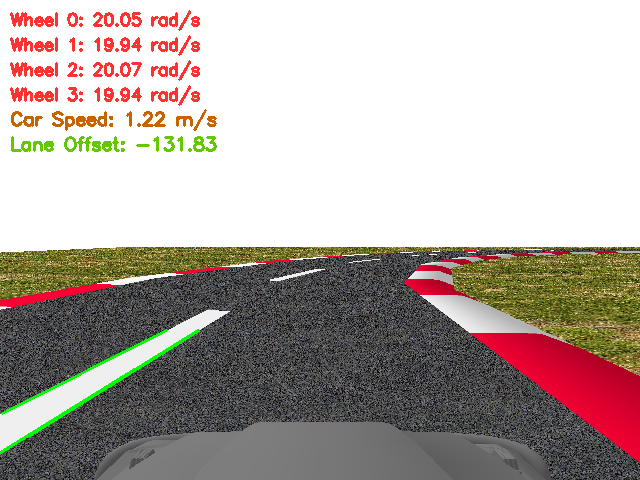 Wheel 0: 20.05 rad/s
Wheel 1: 19.94 rad/s
Wheel 2: 20.07 rad/s
Wheel 3: 19.94 rad/s
Car Speed: 1.22 m/s
Lane Offset: -131.83